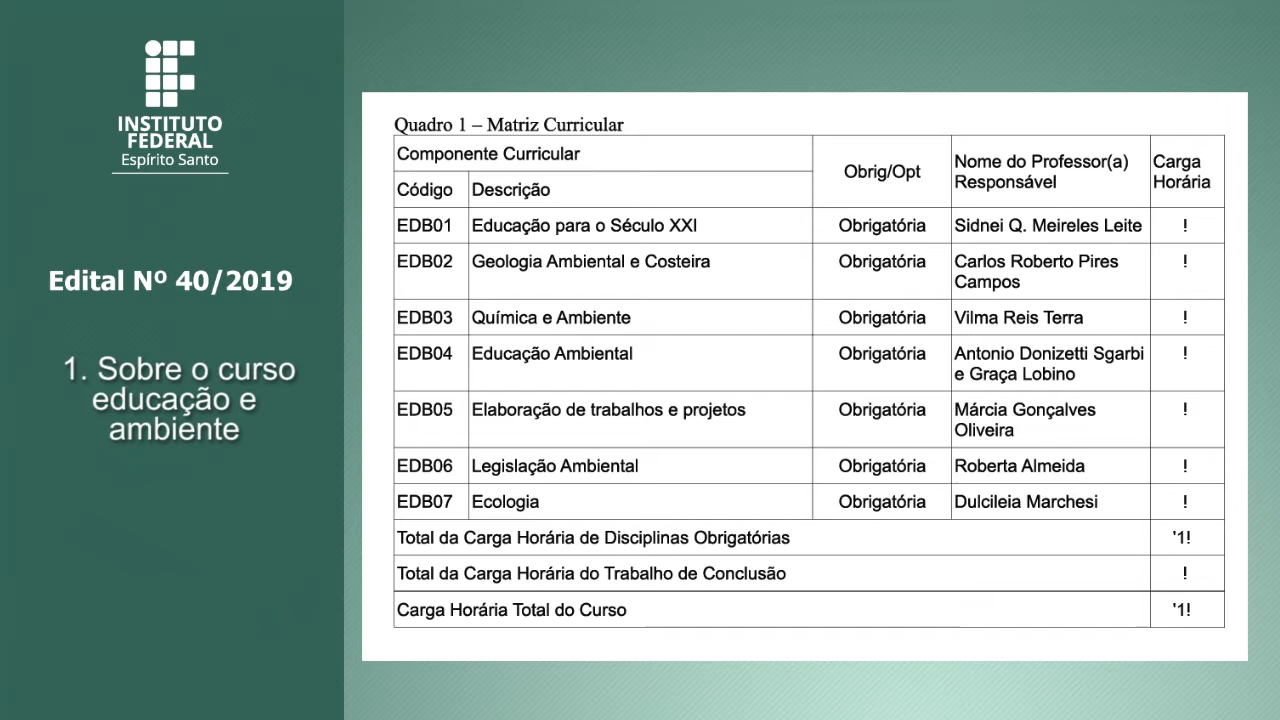 INSTITUTO
FEDERAL
Espírito Santo
Edital Nº 40/2019
1. Sobre o curso
educação e
ambiente
Quadro 1 – Matriz Curricular
Componente Curricular
Obrig/Opt
Nome do Professor(a)
Responsável
Carga
Horária
Código Descrição
EDB01 Educação para o Século XXI Obrigatória Sidnei Q. Meireles Leite !
EDB02 Geologia Ambiental e Costeira Obrigatória Carlos Roberto Pires !
Campos
EDB03 Química e Ambiente Obrigatória Vilma Reis Terra !
EDB04 Educação Ambiental Obrigatória Antonio Donizetti Sgarbi !
e Graça Lobino
EDB05 Elaboração de trabalhos e projetos Obrigatória Márcia Gonçalves !
Oliveira
EDB06 Legislação Ambiental Obrigatória Roberta Almeida !
EDB07 Ecologia Obrigatória Dulcileia Marchesi !
Total da Carga Horária de Disciplinas Obrigatórias '1!
Total da Carga Horária do Trabalho de Conclusão !
Carga Horária Total do Curso '1!